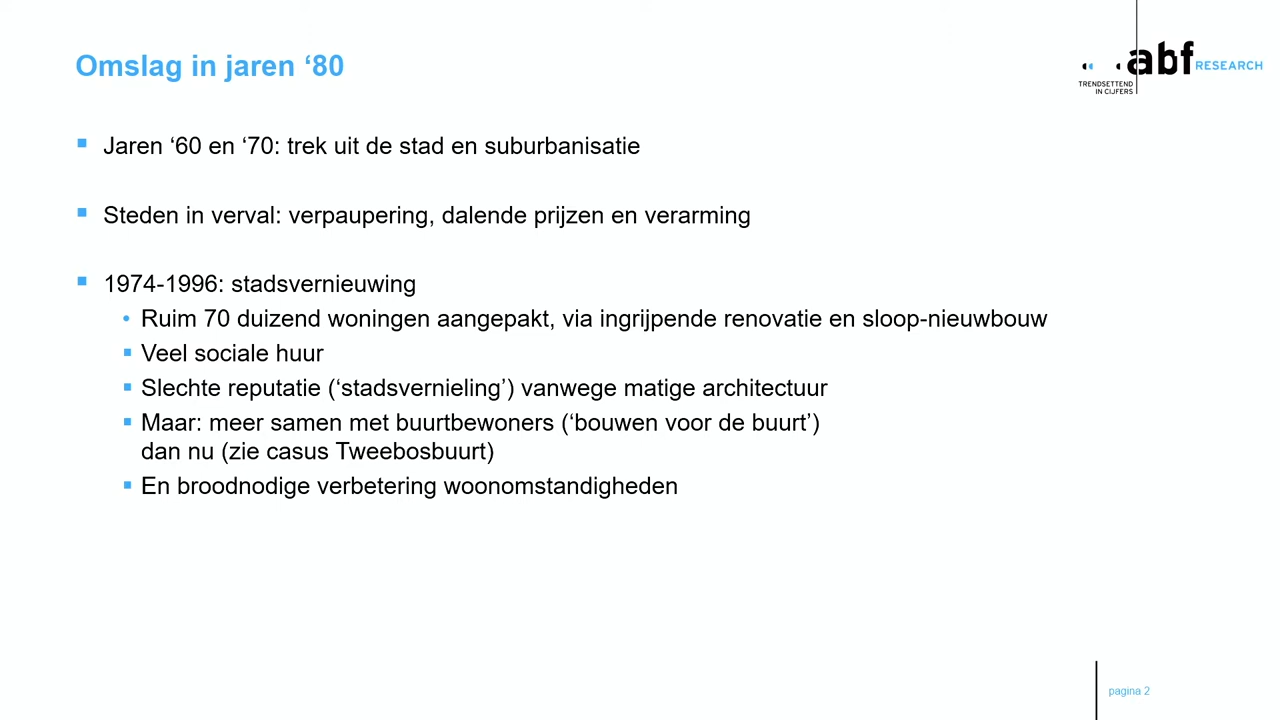 Omslag in jaren ‘80
abf RESEARCH
TRENDSETTEND
IN CIJFERS
Jaren ‘60 en ‘70: trek uit de stad en suburbanisatie
Steden in verval: verpaupering, dalende prijzen en verarming
1974-1996: stadsvernieuwing
Ruim 70 duizend woningen aangepakt, via ingrijpende renovatie en sloop-nieuwbouw
Veel sociale huur
Slechte reputatie (‘stadsvernieling’) vanwege matige architectuur
Maar: meer samen met buurtbewoners (‘bouwen voor de buurt’)
dan nu (zie casus Tweebosbuurt)
En broodnodige verbetering woonomstandigheden
pagina 2